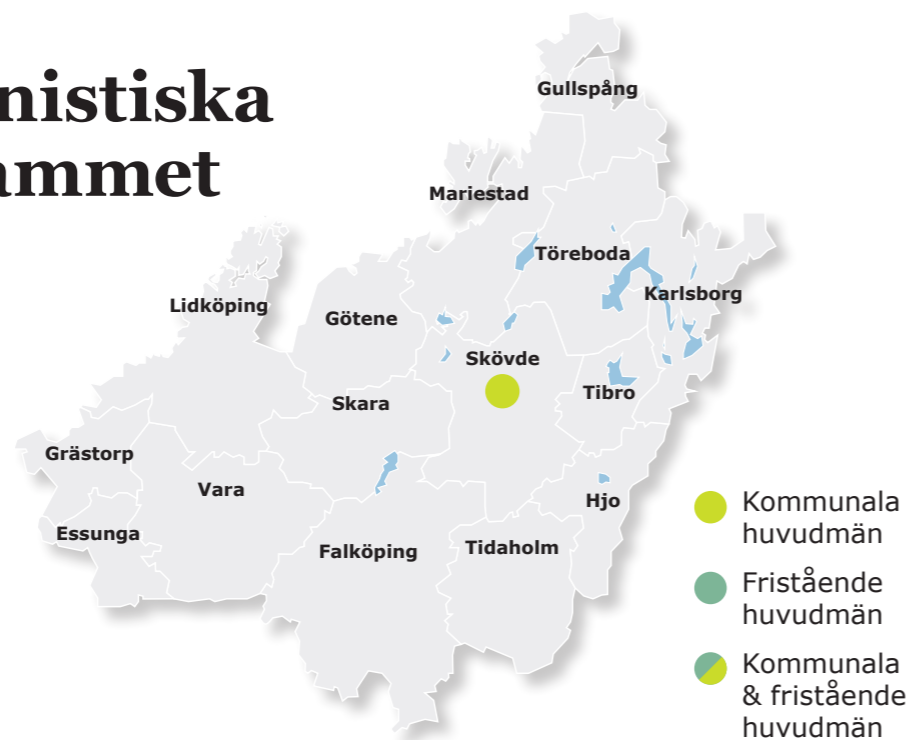 nistiska
ammet
Gullspång
Mariestad
Töreboda
Karlsborg
Lidköping
Götene
Skövde
Tibro
Skara
Grästorp
Vara
Hjo
Essunga
Falköping
Tidaholm
Kommunala
huvudmän
Fristående
huvudmän
Kommunala
& fristående
huvudmän